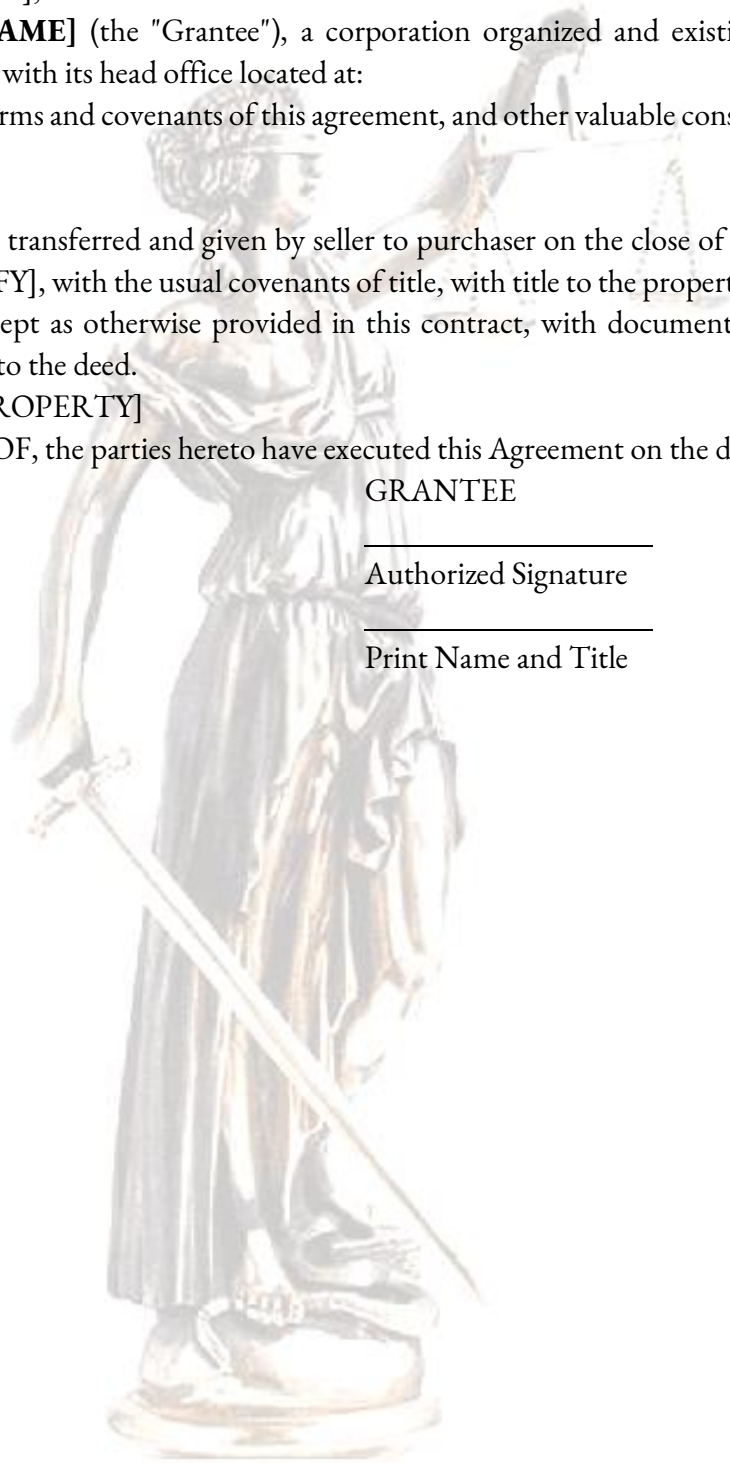 AME] (the "Grantee"), a corporation organized and existi
with its head office located at:
rms and covenants of this agreement, and other valuable cons
transferred and given by seller to purchaser on the close of
FY], with the usual covenants of title, with title to the propert
ept as otherwise provided in this contract, with document
to the deed.
ROPERTY]
OF, the parties hereto have executed this Agreement on the d
GRANTEE
Authorized Signature
Print Name and Title